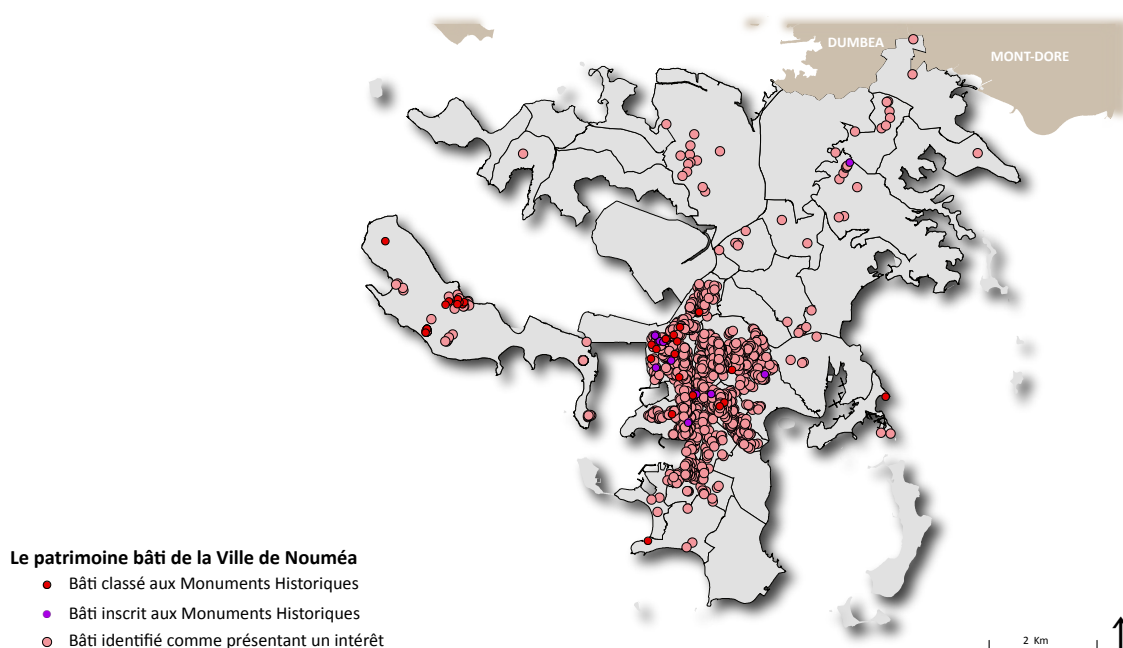 DUMBEA
MONT-DORE
Le patrimoine bâti de la Ville de Nouméa
Bâti classé aux Monuments Historiques
Bâti inscrit aux Monuments Historiques
Bâti identifié comme présentant un intérêt
2 Km